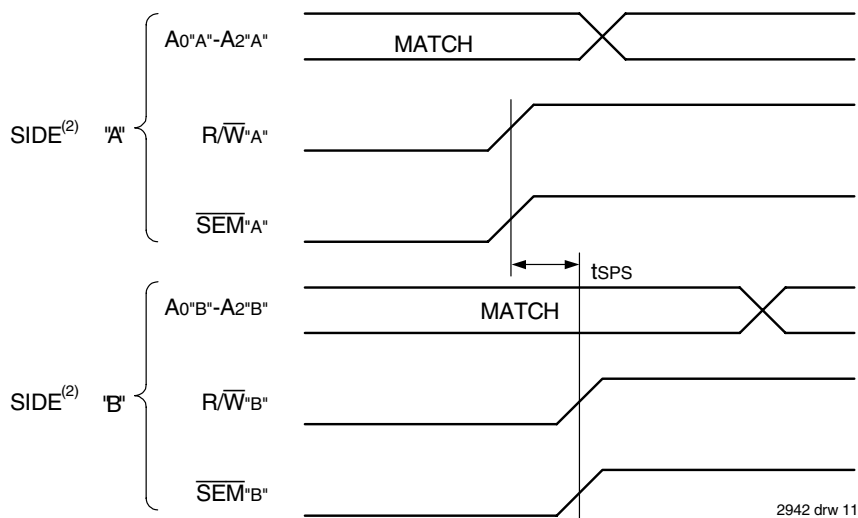 A0"A"-A2"A"
MATCH
SIDE(2) "A"
R/W"A"
SEM"A"
tSPS
A0"B"-A2"B"
MATCH
SIDE(2) "B"
R/W"B"
SEM"B"
2942 drw 11